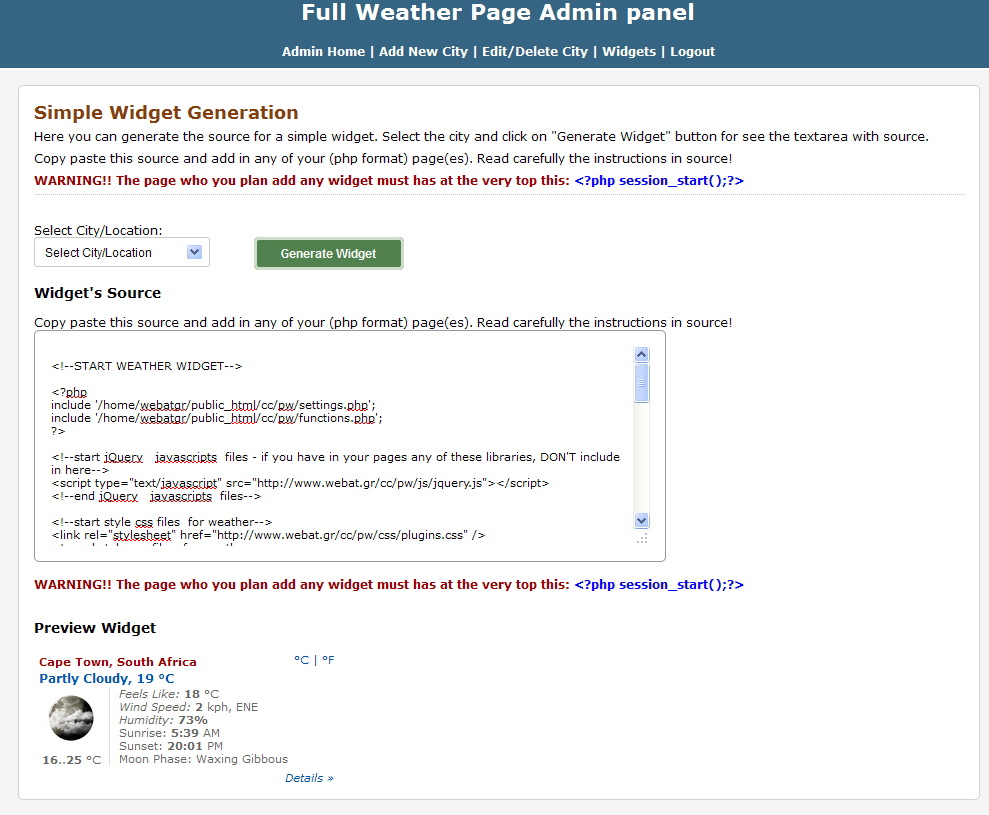 Full Weather Page Admin panel
Admin Home | Add New City | Edit/Delete City | Widgets | Logout
Simple Widget Generation
Here you can generate the source for a simple widget. Select the city and click on "Generate Widget" button for see the textarea with source.
Copy paste this source and add in any of your (php format) page(es). Read carefully the instructions in source!
WARNING!! The page who you plan add any widget must has at the very top this: <?php session_start();?>
Select City/Location:
Select City/Location
Generate Widget
Widget's Source
Copy paste this source and add in any of your (php format) page(es). Read carefully the instructions in source!
<!--START WEATHER WIDGET-->
<?php
include '/home/webatgr/public_html/cc/pw/settings.php';
include '/home/webatgr/public_html/cc/pw/functions.php';
?>
<!--start jQuery javascripts files - if you have in your pages any of these libraries, DON'T include
in here-->
<script type="text/javascript" src="http://www.webat.gr/cc/pw/js/jquery.js"></script>
<!--end jQuery javascripts files-->
<!--start style css files for weather-->
<link rel="stylesheet" href="http://www.webat.gr/cc/pw/css/plugins.css" />
WARNING!! The page who you plan add any widget must has at the very top this: <?php session_start();?>
Preview Widget
Cape Town, South Africa
°C | °F
Partly Cloudy, 19 °C
Feels Like: 18 °C
Wind Speed: 2 kph, ENE
Humidity: 73%
Sunrise: 5:39 AM
Sunset: 20:01 PM
16..25 °C
Moon Phase: Waxing Gibbous
Details »